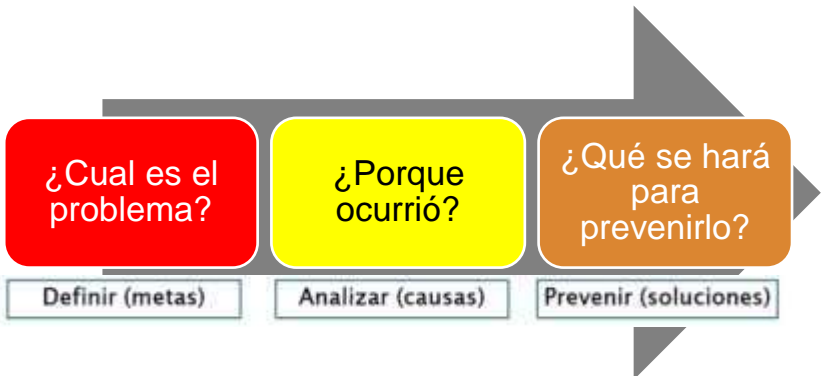 ¿Cual es el
problema?
¿Porque
ocurrió?
¿Qué se hará
para
prevenirlo?
Definir (metas)
Analizar (causas)
Prevenir (soluciones)